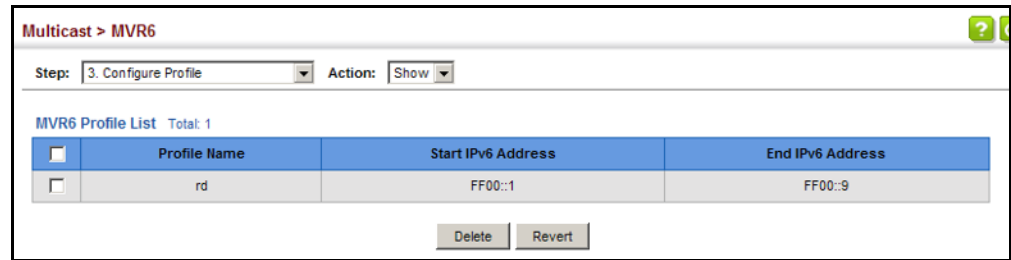 Multicast > MVR6
?
Step: 3. Configure Profile Action: Show
MVR6 Profile List Total: 1
Profile Name Start IPv6 Address End IPv6 Address
rd FF00::1 FF00::9
Delete Revert